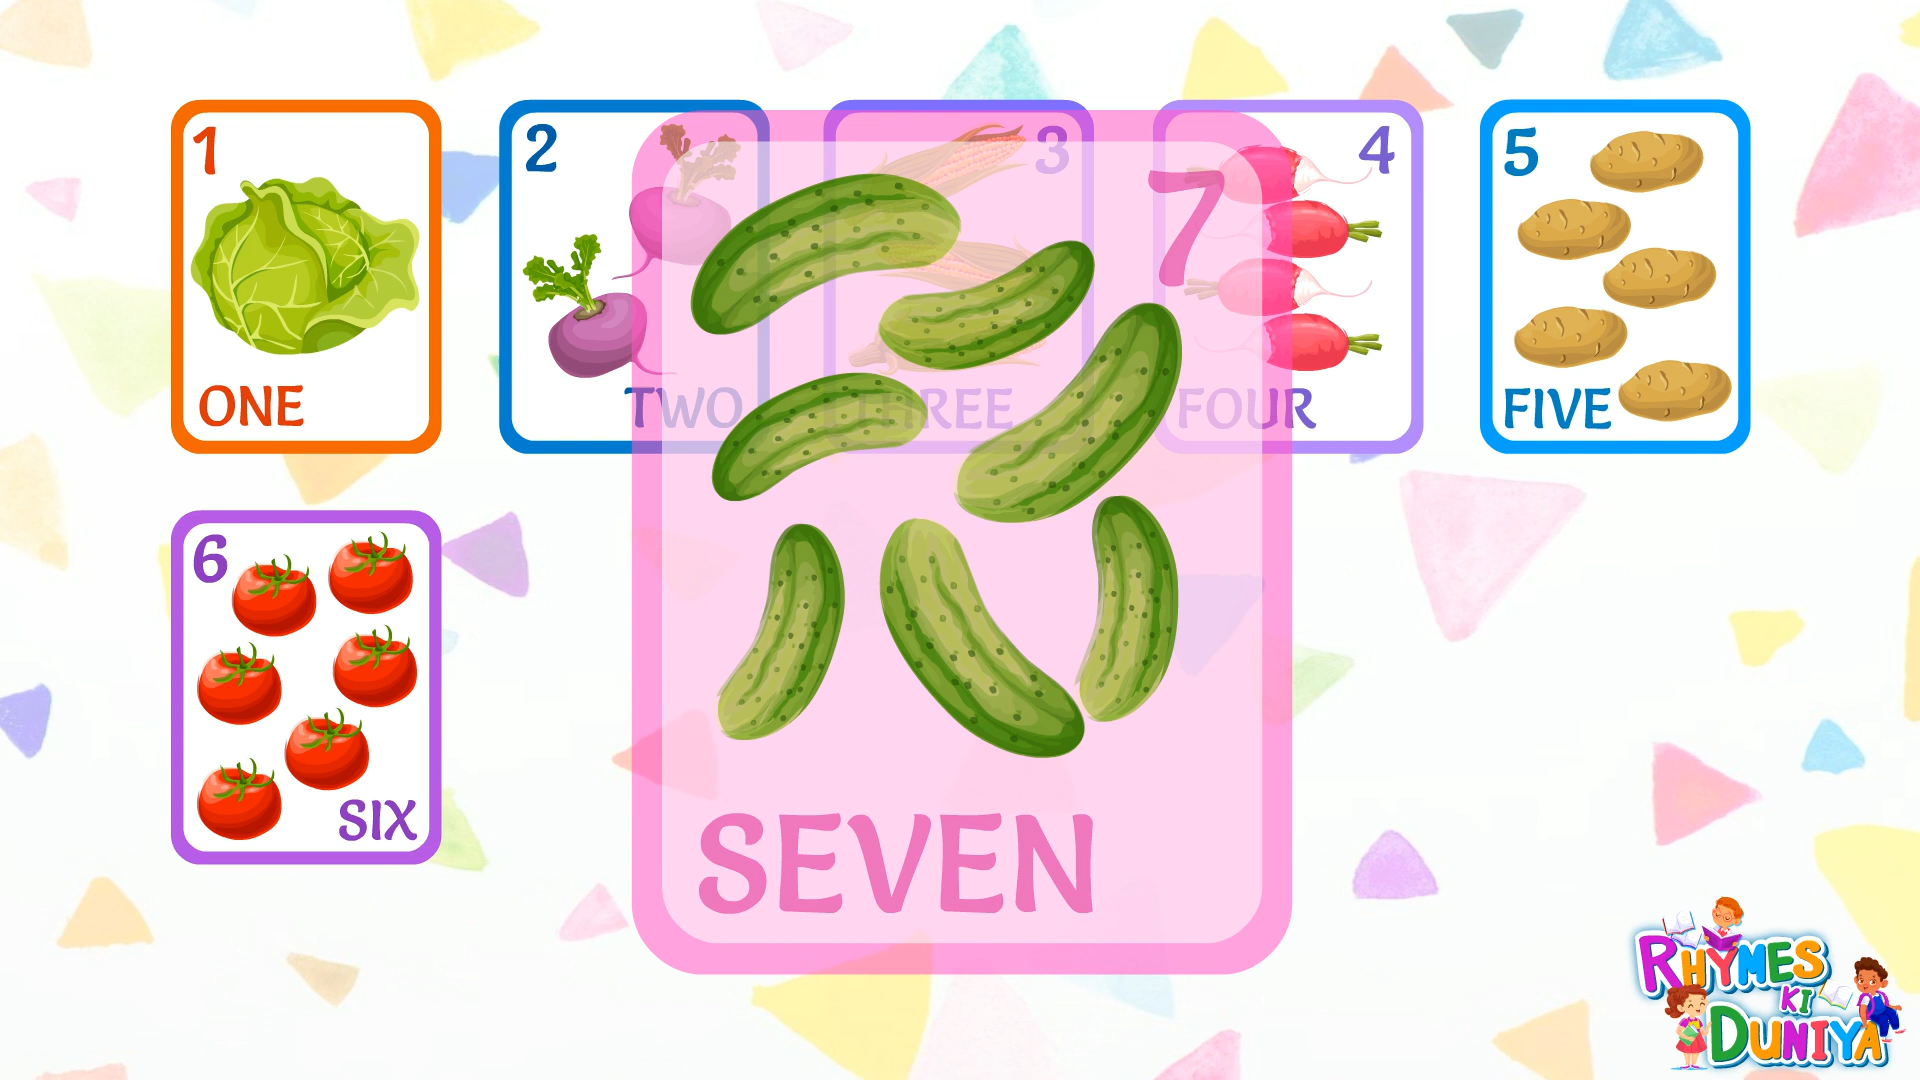 1
ONE
2
TWO
3
THREE
4
FOUR
5
FIVE
6
SIX
7
SEVEN
RHYMES
KI
DUNIYA